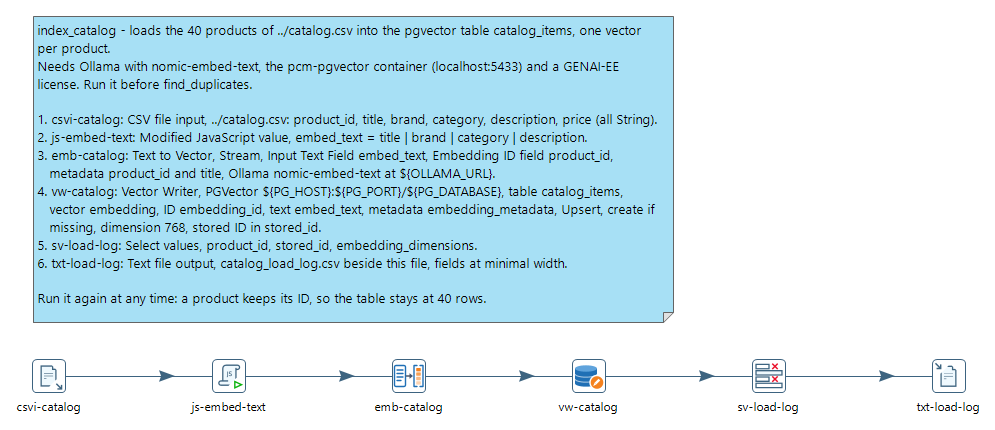 index_catalog - loads the 40 products of ../catalog.csv into the pgvector table catalog_items, one vector
per product.
Needs Ollama with nomic-embed-text, the pcm-pgvector container (localhost:5433) and a GENAI-EE
license. Run it before find_duplicates.
1. csvi-catalog: CSV file input, ../catalog.csv: product_id, title, brand, category, description, price (all String).
2. js-embed-text: Modified JavaScript value, embed_text = title | brand | category | description.
3. emb-catalog: Text to Vector, Stream, Input Text Field embed_text, Embedding ID field product_id,
metadata product_id and title, Ollama nomic-embed-text at ${OLLAMA_URL}.
4. vw-catalog: Vector Writer, PGVector ${PG_HOST}:${PG_PORT}/${PG_DATABASE}, table catalog_items,
vector embedding, ID embedding_id, text embed_text, metadata embedding_metadata, Upsert, create if
missing, dimension 768, stored ID in stored_id.
5. sv-load-log: Select values, product_id, stored_id, embedding_dimensions.
6. txt-load-log: Text file output, catalog_load_log.csv beside this file, fields at minimal width.
Run it again at any time: a product keeps its ID, so the table stays at 40 rows.
JS
csvi-catalog
js-embed-text
emb-catalog
vw-catalog
sv-load-log
txt-load-log